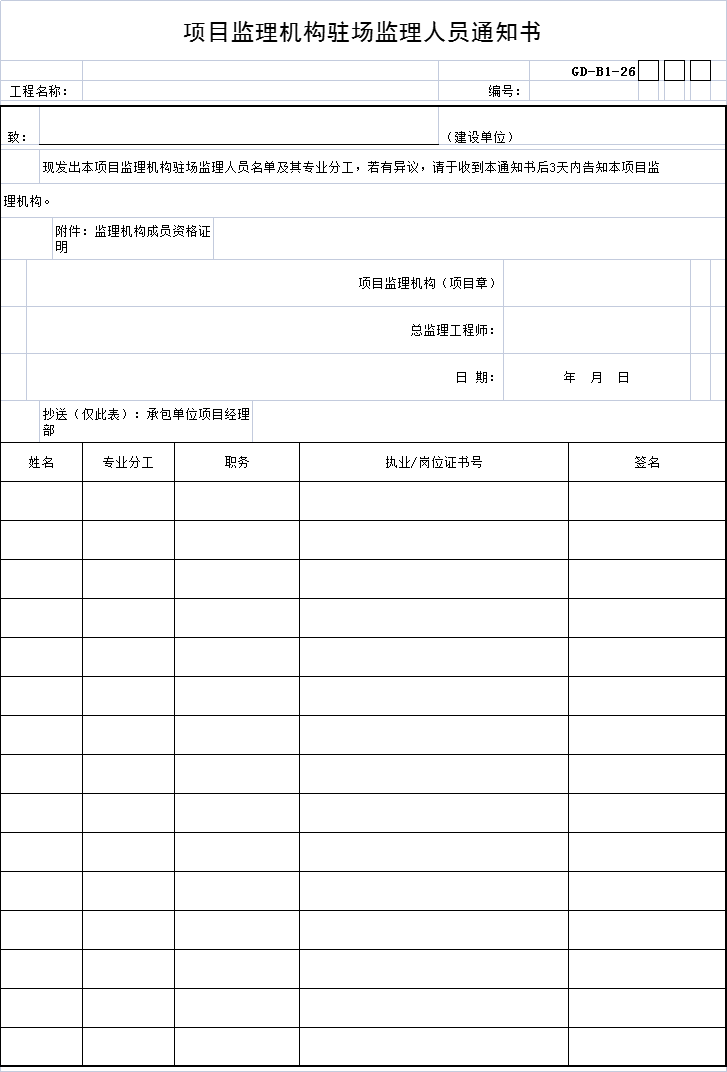 项目监理机构驻场监理人员通知书
GD-B1-26
工程名称： 编号：
致： （建设单位）
现发出本项目监理机构驻场监理人员名单及其专业分工，若有异议，请于收到本通知书后3天内告知本项目监
理机构。
附件：监理机构成员资格证
明
项目监理机构（项目章）
总监理工程师：
日 期： 年 月 日
抄送（仅此表）：承包单位项目经理
部
姓名 专业分工 职务 执业/岗位证书号 签名